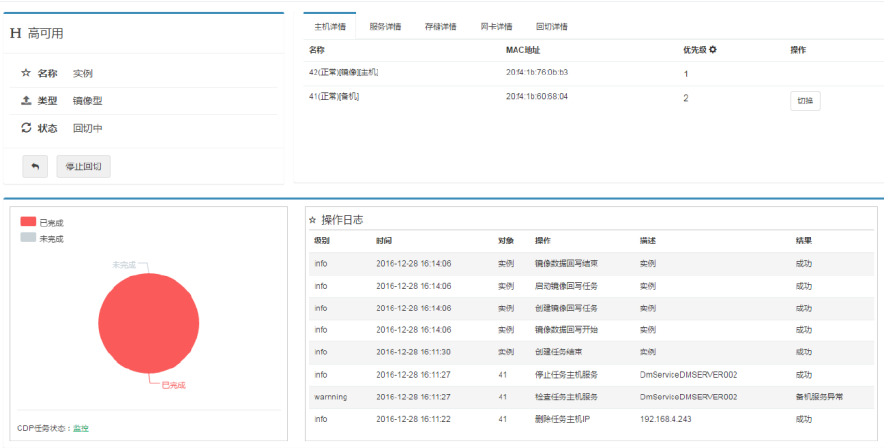 H 高可用
名称 实例
类型 镜像型
状态 回切中
停止回切
主机详情 服务详情 存储详情 网卡详情 回切详情
名称 MAC地址 优先级 操作
42(正常)[镜像][主机] 20:f4:1b:76:0b:b3 1
41(正常)[备机] 20:f4:1b:60:68:04 2 切换
已完成
未完成
未完成
已完成
CDP任务状态：监控
操作日志
级别 时间 对象 操作 描述 结果
info 2016-12-28 16:14:06 实例 镜像数据回写结束 实例 成功
info 2016-12-28 16:14:06 实例 启动镜像回写任务 实例 成功
info 2016-12-28 16:14:06 实例 创建镜像回写任务 实例 成功
info 2016-12-28 16:14:06 实例 镜像数据回写开始 实例 成功
info 2016-12-28 16:11:30 实例 创建任务结束 实例 成功
info 2016-12-28 16:11:27 41 停止任务主机服务 DmServiceDMSERVER002 成功
warnning 2016-12-28 16:11:27 41 检查任务主机服务 DmServiceDMSERVER002 备机服务异常
info 2016-12-28 16:11:22 41 删除任务主机IP 192.168.4.243 成功